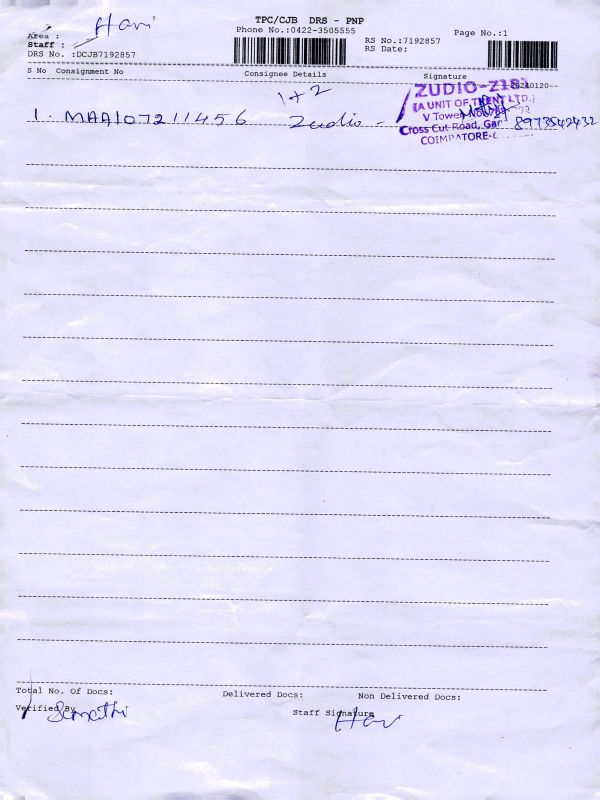 TPC/CJB DRS - PNP
Hari
Area :
Phone No.:0422-3505555
Page No.:1
Staff :
RS No.:7192857
DRS No. :DCJB7192857
RS Date:
S No Consignment No Consignee Details Signature
1+2
ZUDIO-Z183
(A UNIT OF TRENT LTD.)
1. MAA107211456 Zudio -
V Tower
8973542432
Cross Cut Road,
COIMBATORE-
Total No. Of Docs: Delivered Docs: Non Delivered Docs:
Verified By Staff Signature
Hari